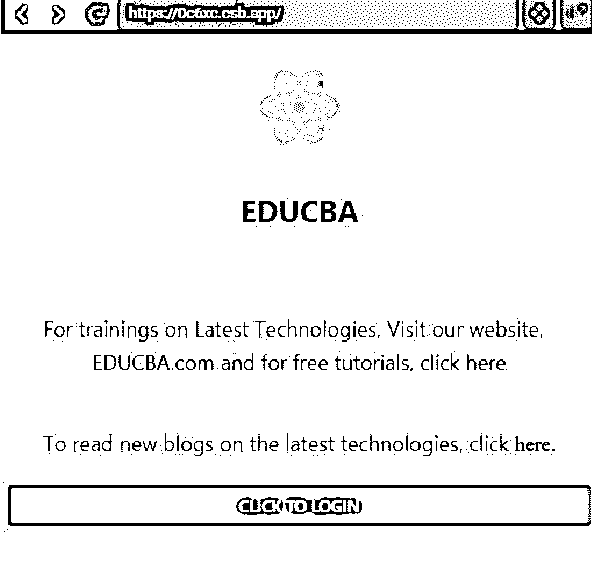 https://0c6xc.csb.app/
EDUCBA
For trainings on Latest Technologies, Visit our website,
EDUCBA.com and for free tutorials, click here
To read new blogs on the latest technologies, click here.
CLICK TO LOGIN